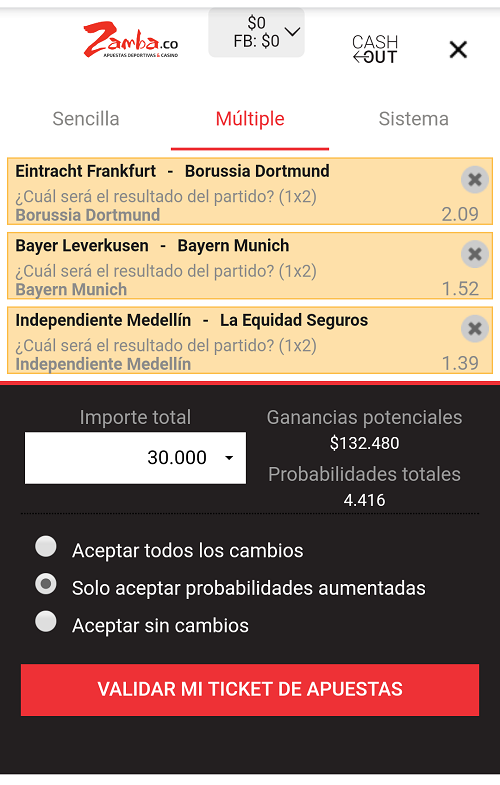 Zamba.co
APUESTAS DEPORTIVAS & CASINO
$0
FB: $0
CASH
OUT
Sencilla
Múltiple
Sistema
Eintracht Frankfurt - Borussia Dortmund
¿Cuál será el resultado del partido? (1x2)
Borussia Dortmund 2.09
Bayer Leverkusen - Bayern Munich
¿Cuál será el resultado del partido? (1x2)
Bayern Munich 1.52
Independiente Medellín - La Equidad Seguros
¿Cuál será el resultado del partido? (1x2)
Independiente Medellín 1.39
Importe total
30.000
Ganancias potenciales
$132.480
Probabilidades totales
4.416
Aceptar todos los cambios
Solo aceptar probabilidades aumentadas
Aceptar sin cambios
VALIDAR MI TICKET DE APUESTAS